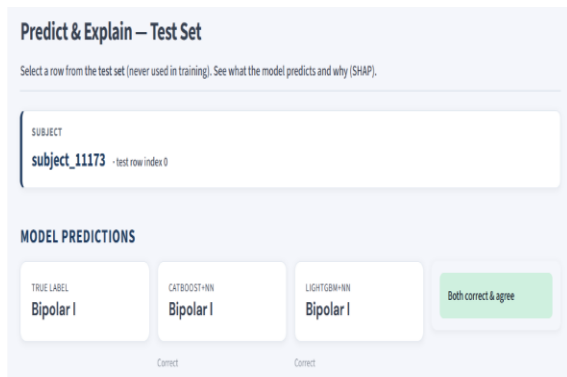 Predict & Explain — Test Set
Select a row from the test set (never used in training). See what the model predicts and why (SHAP).
SUBJECT
subject_11173 · test row index 0
MODEL PREDICTIONS
TRUE LABEL
Bipolar I
CATBOOST+NN
Bipolar I
LIGHTGBM+NN
Bipolar I
Both correct & agree
Correct
Correct